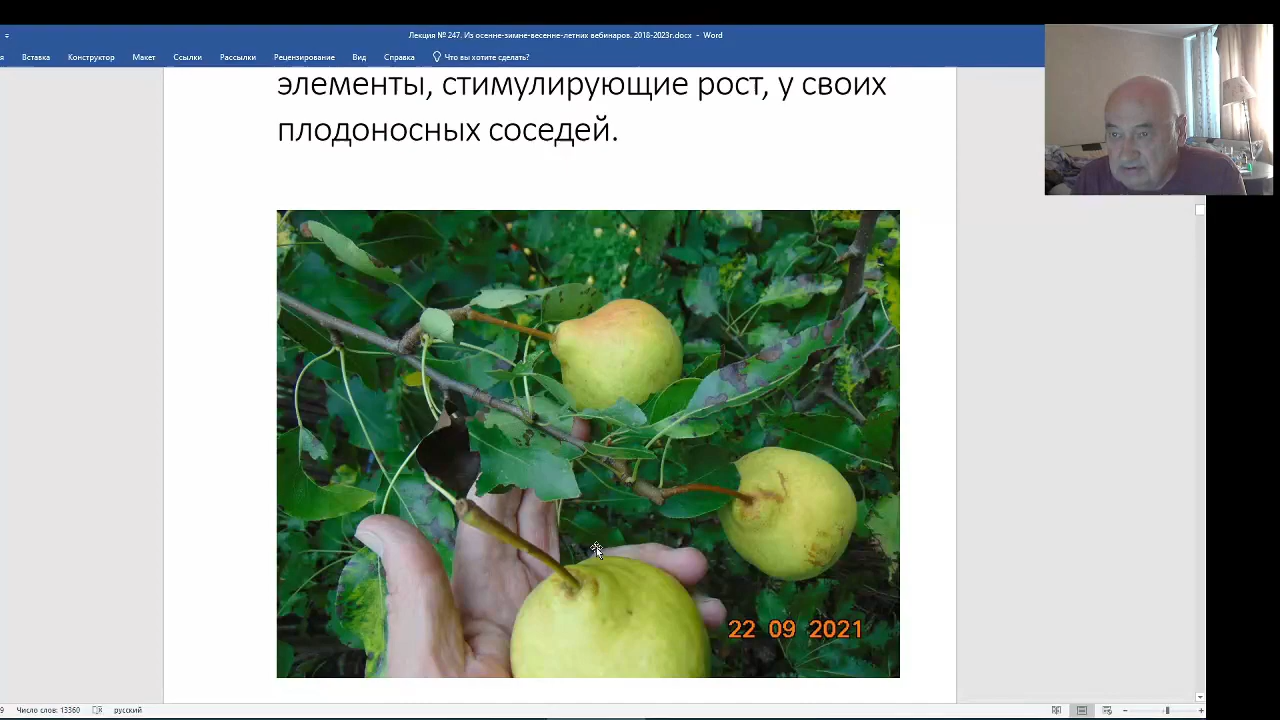 Лекция № 247. Из осенне-зимне-весенне-летних вебинаров. 2018-2023г.docx - Word
Вставка Конструктор Макет Ссылки Рассылки Рецензирование Вид Справка Что вы хотите сделать?
элементы, стимулирующие рост, у своих
плодоносных соседей.
22 09 2021
Число слов: 13360 русский